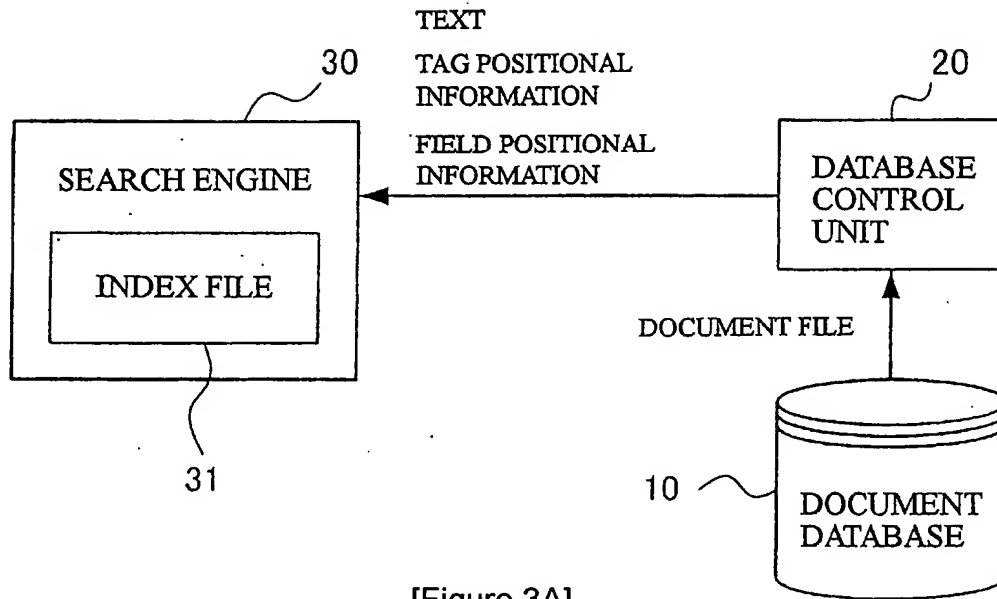 TEXT
TAG POSITIONAL
INFORMATION
FIELD POSITIONAL
INFORMATION
30
20
SEARCH ENGINE
INDEX FILE
31
DATABASE
CONTROL
UNIT
DOCUMENT FILE
10
DOCUMENT
DATABASE
[Figure 3A]